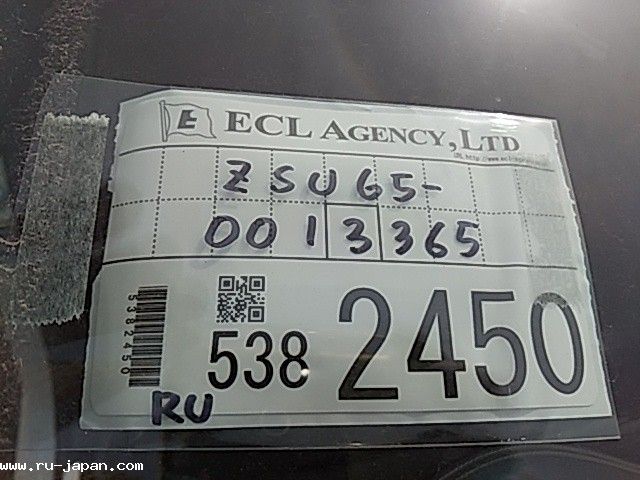 E ECL AGENCY, LTD
ZSU65-
0013365
5382450
538 2450
RU
www.ru-japan.com